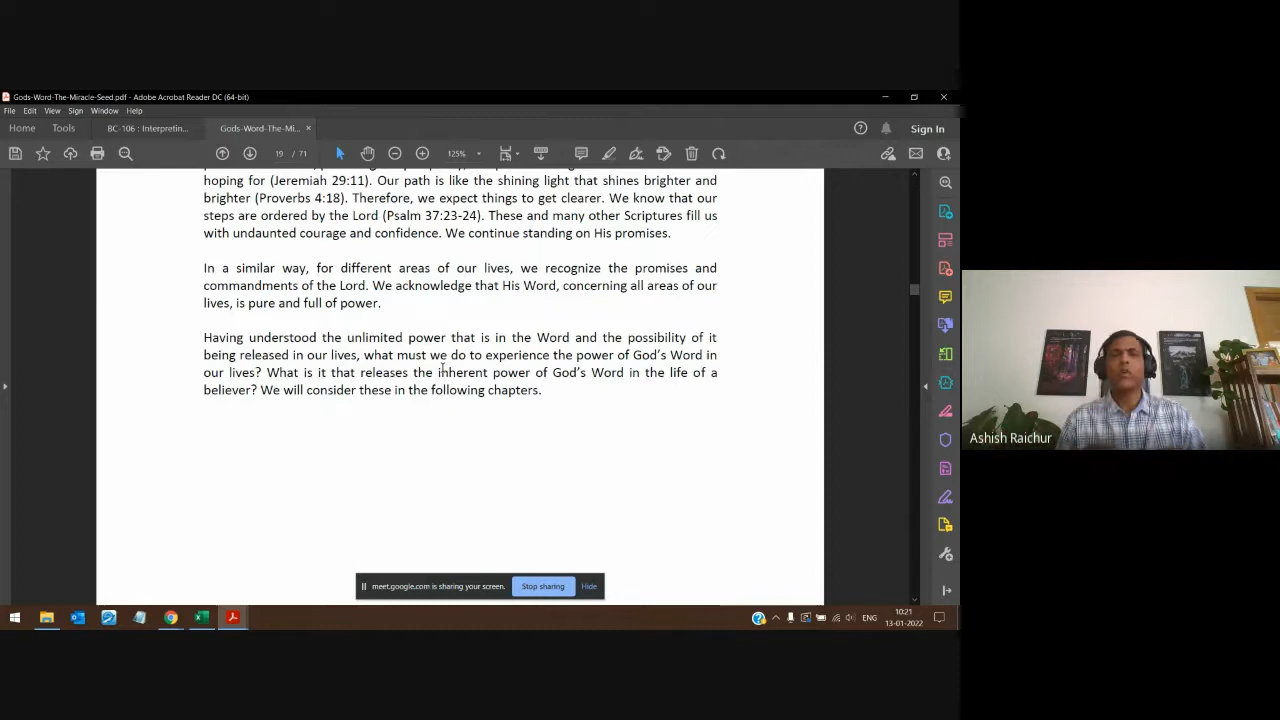 Gods-Word-The-Miracle-Seed.pdf - Adobe Acrobat Reader DC (64-bit)
File Edit View Sign Window Help
Home Tools BC-106 : Interpretin... Gods-Word-The-Mi... × Sign In
19 / 71 125%
hoping for (Jeremiah 29:11). Our path is like the shining light that shines brighter and
brighter (Proverbs 4:18). Therefore, we expect things to get clearer. We know that our
steps are ordered by the Lord (Psalm 37:23-24). These and many other Scriptures fill us
with undaunted courage and confidence. We continue standing on His promises.
In a similar way, for different areas of our lives, we recognize the promises and
commandments of the Lord. We acknowledge that His Word, concerning all areas of our
lives, is pure and full of power.
Having understood the unlimited power that is in the Word and the possibility of it
being released in our lives, what must we do to experience the power of God's Word in
our lives? What is it that releases the inherent power of God's Word in the life of a
believer? We will consider these in the following chapters.
Ashish Raichur
meet.google.com is sharing your screen. Stop sharing Hide
ENG 10:21
13-01-2022